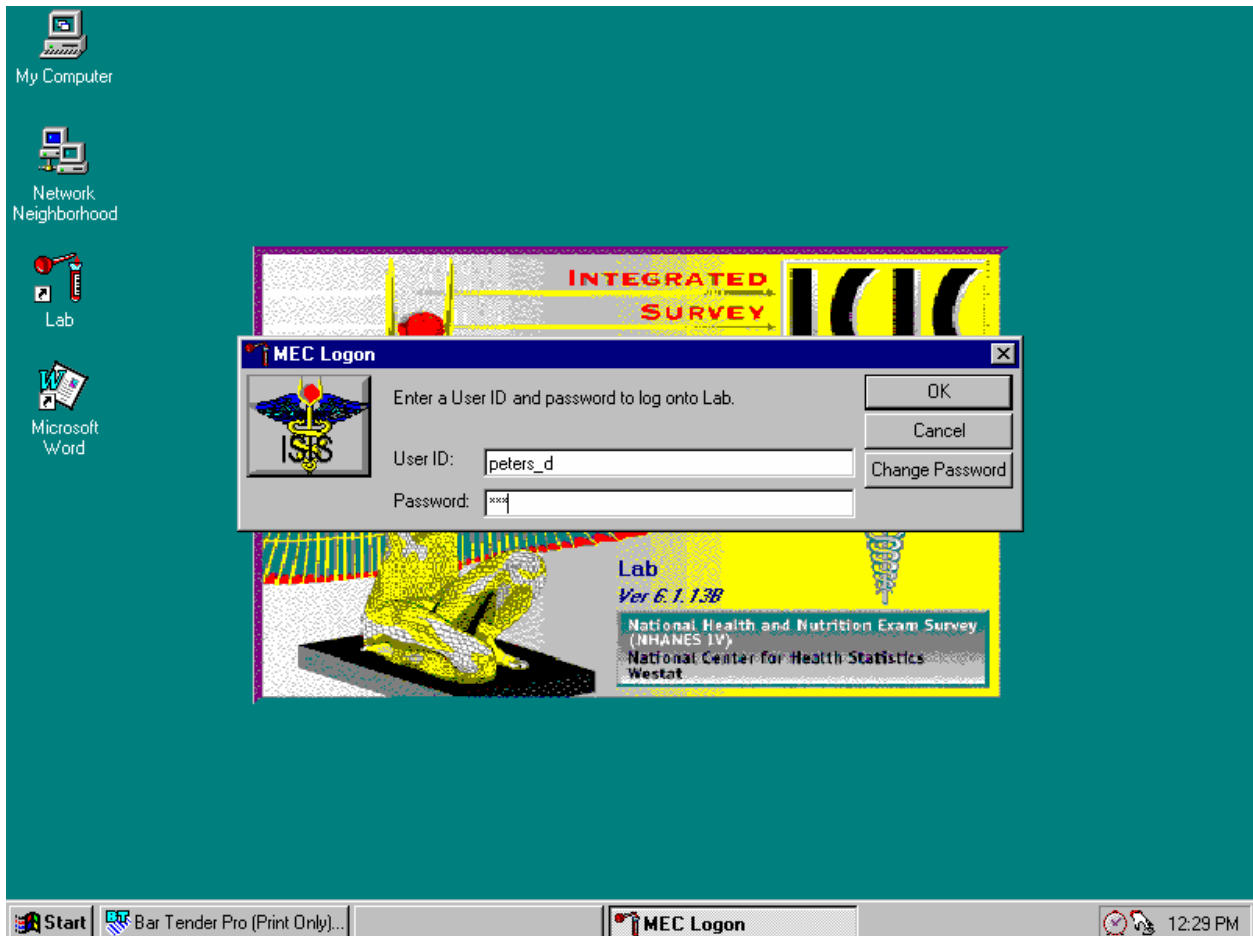 My Computer
Network
Neighborhood
Lab
Microsoft
Word
INTEGRATED
SURVEY
MEC Logon
ISIS
Enter a User ID and password to log onto Lab.
User ID:
peters_d
Password:
***
OK
Cancel
Change Password
Lab
Ver 6.1.13B
National Health and Nutrition Exam Survey
(NHANES IV)
National Center for Health Statistics
Westat
Start
Bar Tender Pro (Print Only)...
MEC Logon
12:29 PM